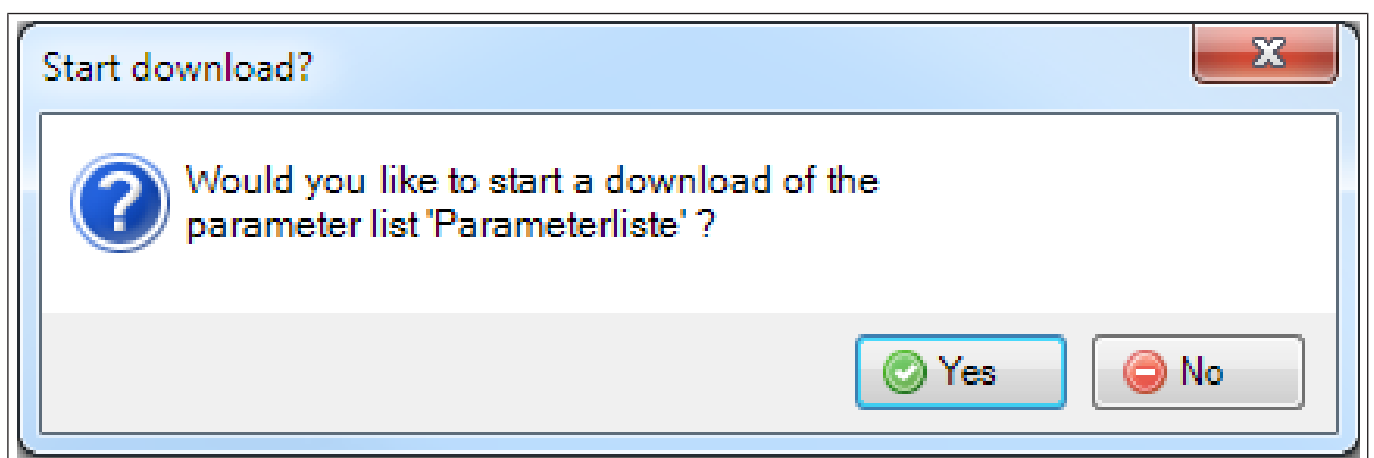 Start download?
Would you like to start a download of the
parameter list 'Parameterliste' ?
Yes
No